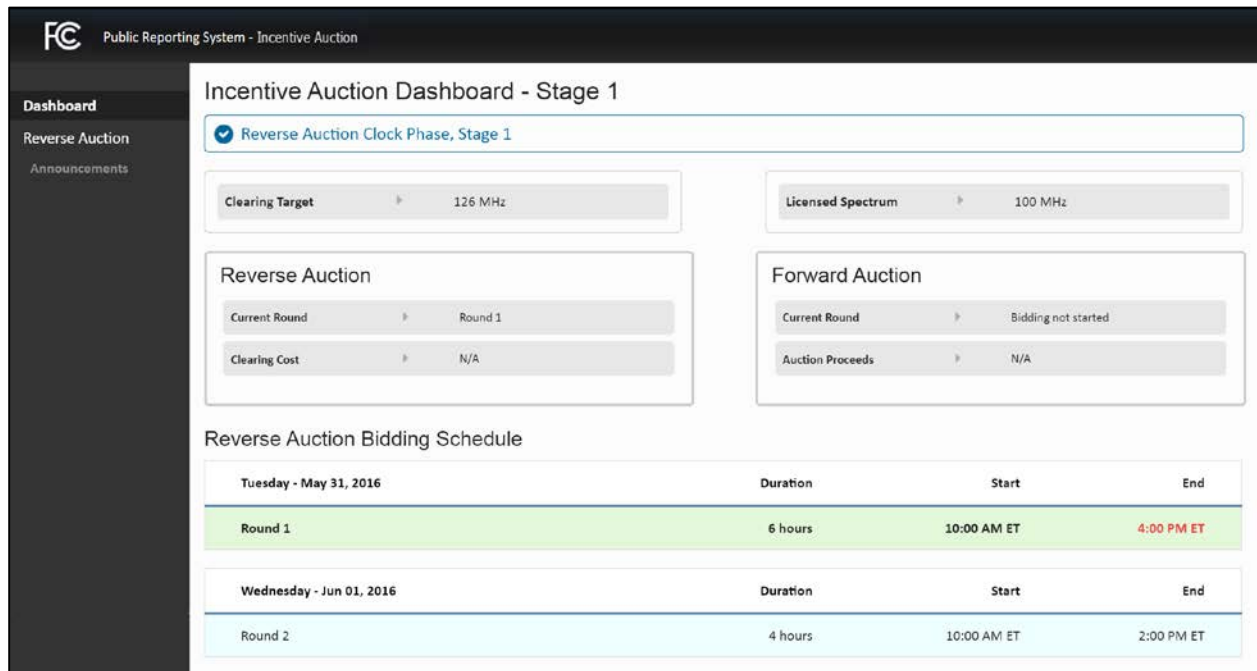 FCC Public Reporting System - Incentive Auction
Dashboard
Reverse Auction
Announcements
Incentive Auction Dashboard - Stage 1
Reverse Auction Clock Phase, Stage 1
Clearing Target 126 MHz
Licensed Spectrum 100 MHz
Reverse Auction
Current Round Round 1
Clearing Cost N/A
Forward Auction
Current Round Bidding not started
Auction Proceeds N/A
Reverse Auction Bidding Schedule
Tuesday - May 31, 2016 Duration Start End
Round 1 6 hours 10:00 AM ET 4:00 PM ET
Wednesday - Jun 01, 2016 Duration Start End
Round 2 4 hours 10:00 AM ET 2:00 PM ET